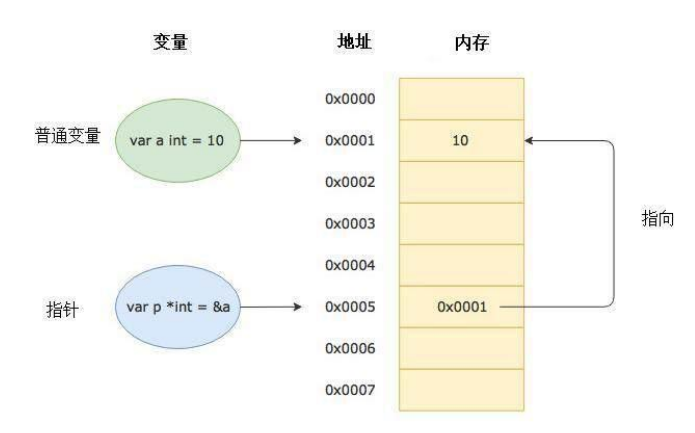 变量 地址 内存
0x0000
普通变量 var a int = 10 0x0001 10
0x0002
0x0003
指向
0x0004
指针 var p *int = &a 0x0005 0x0001
0x0006
0x0007